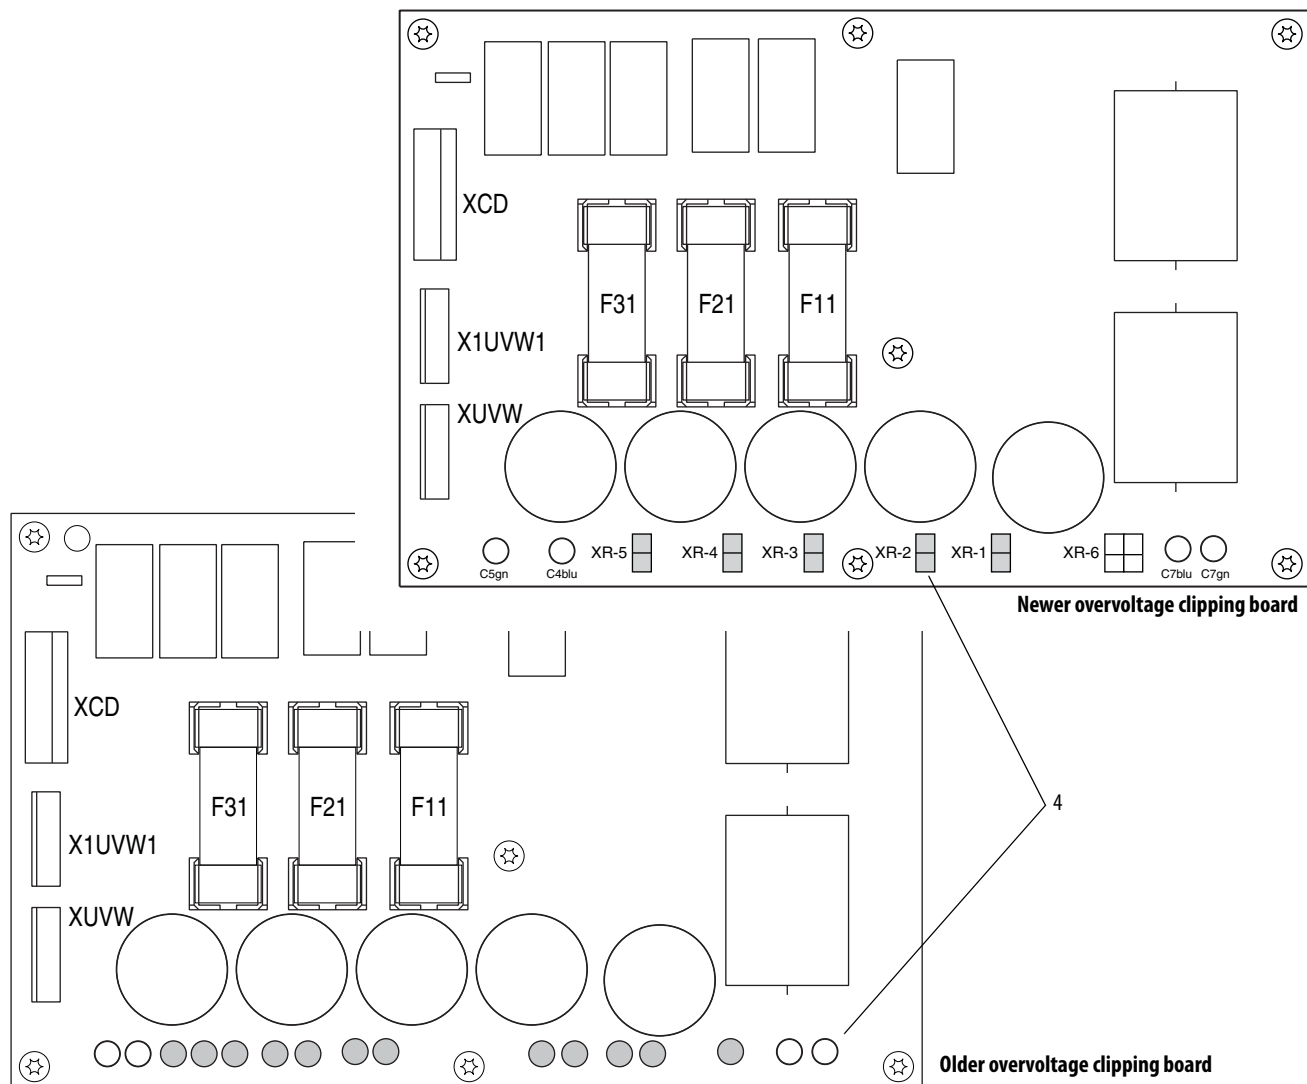 XCD
F31 F21 F11
X1UVW1
XUVW
C5gn C4blu XR-5 XR-4 XR-3 XR-2 XR-1 XR-6 C7blu C7gn
Newer overvoltage clipping board
XCD
F31 F21 F11
4
X1UVW1
XUVW
Older overvoltage clipping board